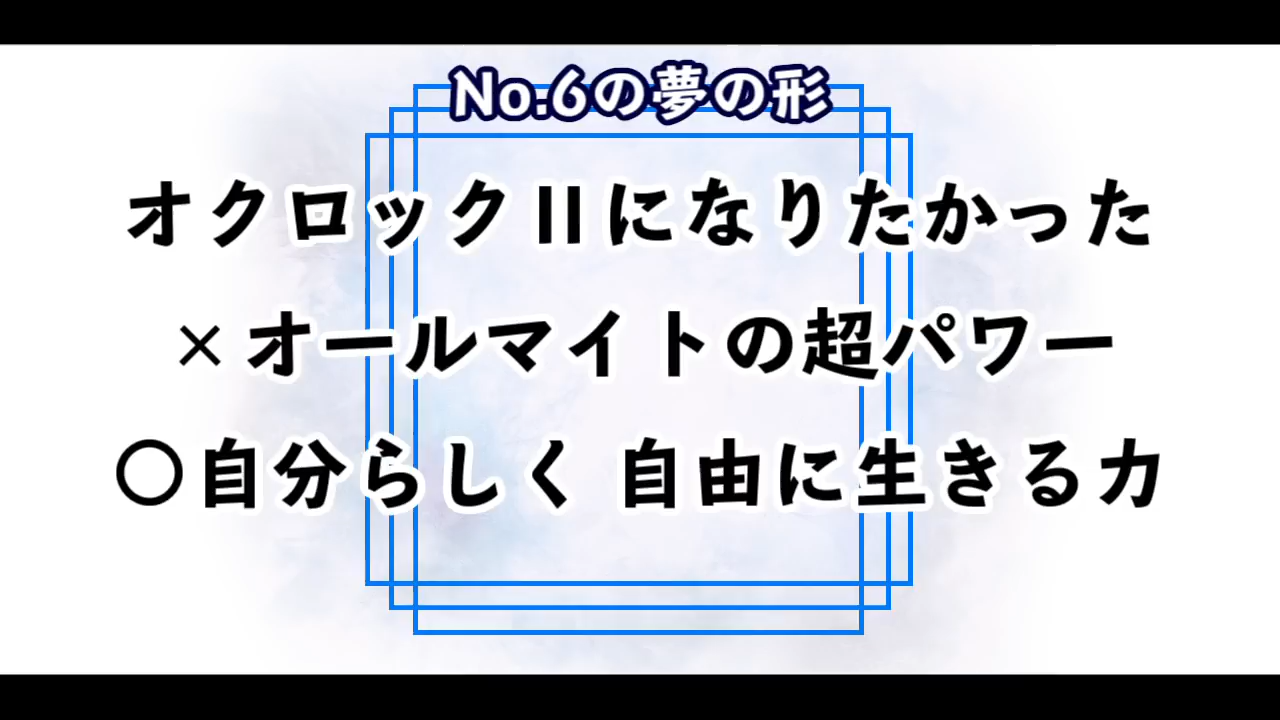 No.6の夢の形
オクロックⅡになりたかった
×オールマイトの超パワー
〇自分らしく 自由に生きる力